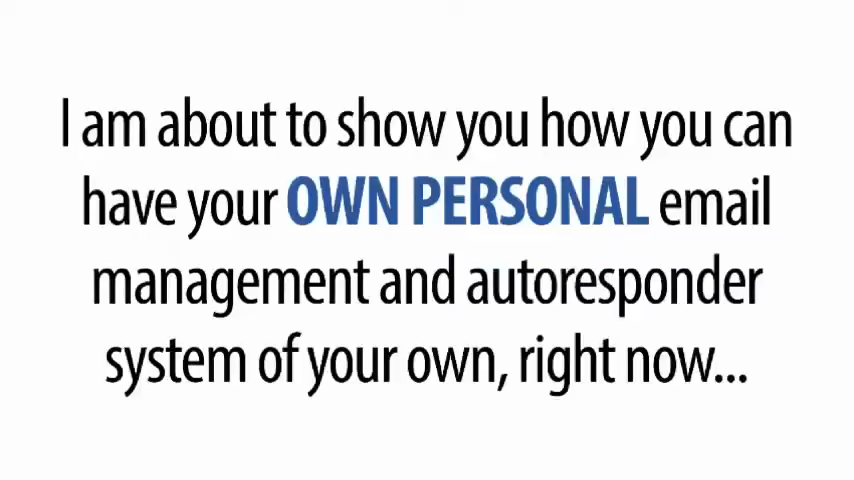 I am about to show you how you can
have your OWN PERSONAL email
management and autoresponder
system of your own, right now...